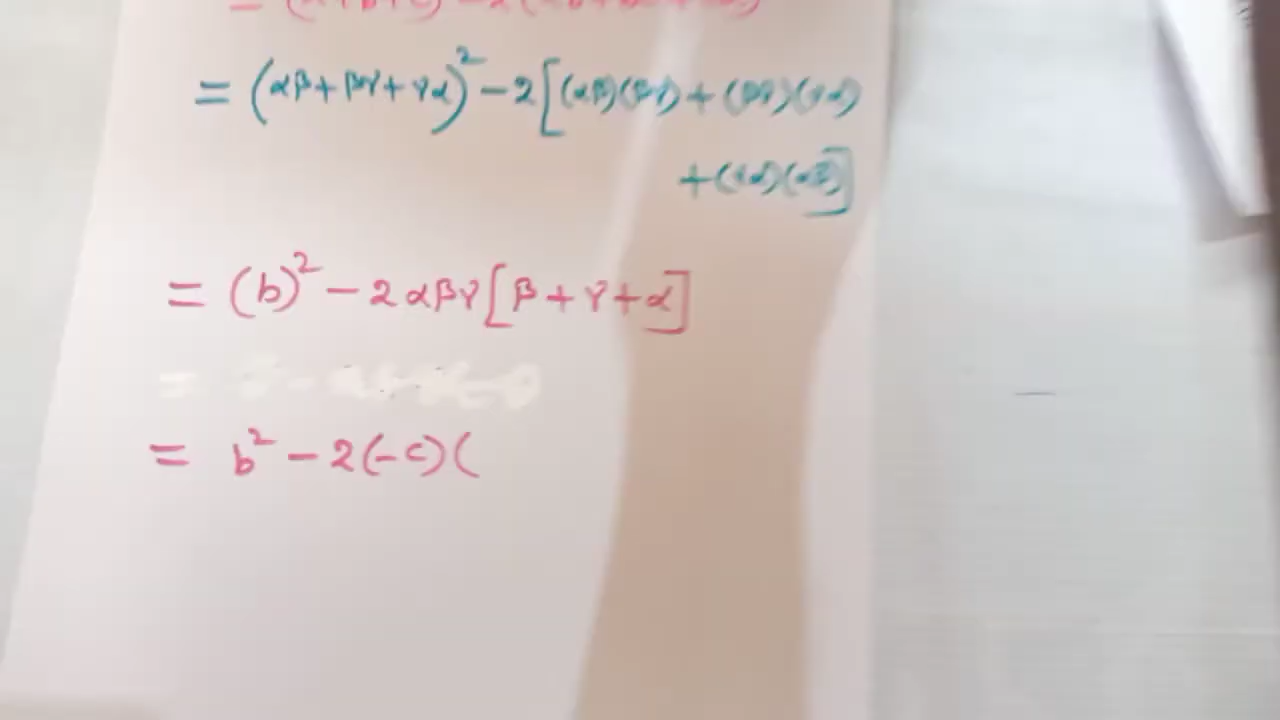 = (αβ + βγ + γα)² − 2[(αβ)(βγ) + (βγ)(γα)
+ (γα)(αβ)]
= (b)² − 2αβγ[β + γ + α]
= b² − 2(−c)(